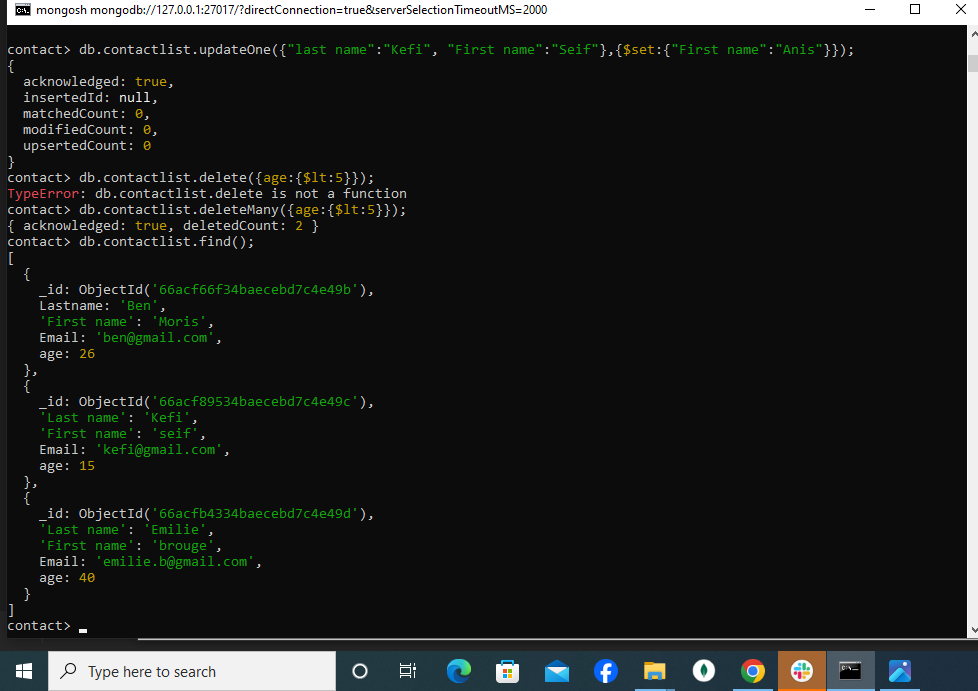 mongosh mongodb://127.0.0.1:27017/?directConnection=true&serverSelectionTimeoutMS=2000
contact> db.contactlist.updateOne({"last name":"Kefi", "First name":"Seif"},{$set:{"First name":"Anis"}});
{
  acknowledged: true,
  insertedId: null,
  matchedCount: 0,
  modifiedCount: 0,
  upsertedCount: 0
}
contact> db.contactlist.delete({age:{$lt:5}});
TypeError: db.contactlist.delete is not a function
contact> db.contactlist.deleteMany({age:{$lt:5}});
{ acknowledged: true, deletedCount: 2 }
contact> db.contactlist.find();
[
  {
    _id: ObjectId('66acf66f34baecebd7c4e49b'),
    Lastname: 'Ben',
    'First name': 'Moris',
    Email: 'ben@gmail.com',
    age: 26
  },
  {
    _id: ObjectId('66acf89534baecebd7c4e49c'),
    'Last name': 'Kefi',
    'First name': 'seif',
    Email: 'kefi@gmail.com',
    age: 15
  },
  {
    _id: ObjectId('66acfb4334baecebd7c4e49d'),
    'Last name': 'Emilie',
    'First name': 'brouge',
    Email: 'emilie.b@gmail.com',
    age: 40
  }
]
contact>
Type here to search